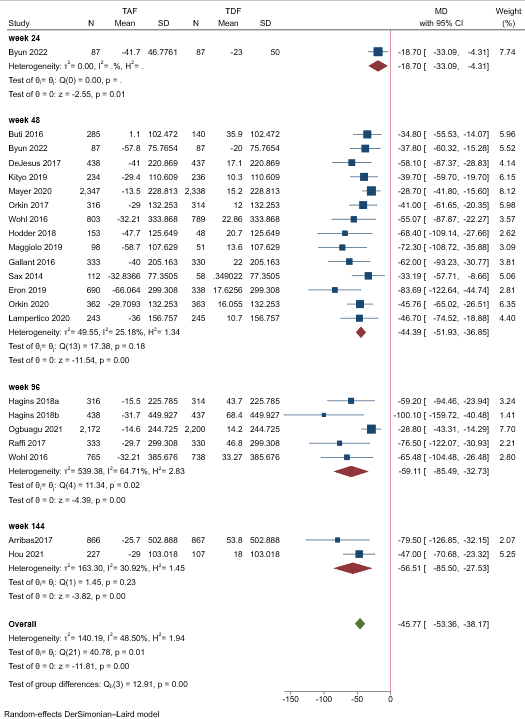 TAF TDF MD Weight
Study N Mean SD N Mean SD with 95% CI (%)
week 24
Byun 2022 87 -41.7 46.7761 87 -23 50 -18.70 [ -33.09, -4.31] 7.74
Heterogeneity: τ² = 0.00, I² = .%, H² = . -18.70 [ -33.09, -4.31]
Test of θᵢ = θⱼ: Q(0) = 0.00, p = .
Test of θ = 0: z = -2.55, p = 0.01
week 48
Buti 2016 285 1.1 102.472 140 35.9 102.472 -34.80 [ -55.53, -14.07] 5.96
Byun 2022 87 -57.8 75.7654 87 -20 75.7654 -37.80 [ -60.32, -15.28] 5.52
DeJesus 2017 438 -41 220.869 437 17.1 220.869 -58.10 [ -87.37, -28.83] 4.14
Kityo 2019 234 -29.4 110.609 236 10.3 110.609 -39.70 [ -59.70, -19.70] 6.15
Mayer 2020 2,347 -13.5 228.813 2,338 15.2 228.813 -28.70 [ -41.80, -15.60] 8.12
Orkin 2017 316 -29 132.253 314 12 132.253 -41.00 [ -61.65, -20.35] 5.98
Wohl 2016 803 -32.21 333.868 789 22.86 333.868 -55.07 [ -87.87, -22.27] 3.57
Hodder 2018 153 -47.7 125.649 48 20.7 125.649 -68.40 [ -109.14, -27.66] 2.62
Maggiolo 2019 98 -58.7 107.629 51 13.6 107.629 -72.30 [ -108.72, -35.88] 3.09
Gallant 2016 333 -40 205.163 330 22 205.163 -62.00 [ -93.23, -30.77] 3.81
Sax 2014 112 -32.8366 77.3505 58 .349022 77.3505 -33.19 [ -57.71, -8.66] 5.06
Eron 2019 690 -66.064 299.308 338 17.6256 299.308 -83.69 [ -122.64, -44.74] 2.81
Orkin 2020 362 -29.7093 132.253 363 16.055 132.253 -45.76 [ -65.02, -26.51] 6.35
Lampertico 2020 243 -36 156.757 245 10.7 156.757 -46.70 [ -74.52, -18.88] 4.40
Heterogeneity: τ² = 49.55, I² = 25.18%, H² = 1.34 -44.39 [ -51.93, -36.85]
Test of θᵢ = θⱼ: Q(13) = 17.38, p = 0.18
Test of θ = 0: z = -11.54, p = 0.00
week 96
Hagins 2018a 316 -15.5 225.785 314 43.7 225.785 -59.20 [ -94.46, -23.94] 3.24
Hagins 2018b 438 -31.7 449.927 437 68.4 449.927 -100.10 [ -159.72, -40.48] 1.41
Ogbuagu 2021 2,172 -14.6 244.725 2,200 14.2 244.725 -28.80 [ -43.31, -14.29] 7.70
Raffi 2017 333 -29.7 299.308 330 46.8 299.308 -76.50 [ -122.07, -30.93] 2.21
Wohl 2016 765 -32.21 385.676 738 33.27 385.676 -65.48 [ -104.48, -26.48] 2.80
Heterogeneity: τ² = 539.38, I² = 64.71%, H² = 2.83 -59.11 [ -85.49, -32.73]
Test of θᵢ = θⱼ: Q(4) = 11.34, p = 0.02
Test of θ = 0: z = -4.39, p = 0.00
week 144
Arribas2017 866 -25.7 502.888 867 53.8 502.888 -79.50 [ -126.85, -32.15] 2.07
Hou 2021 227 -29 103.018 107 18 103.018 -47.00 [ -70.68, -23.32] 5.25
Heterogeneity: τ² = 163.30, I² = 30.92%, H² = 1.45 -56.51 [ -85.50, -27.53]
Test of θᵢ = θⱼ: Q(1) = 1.45, p = 0.23
Test of θ = 0: z = -3.82, p = 0.00
Overall -45.77 [ -53.36, -38.17]
Heterogeneity: τ² = 140.19, I² = 48.50%, H² = 1.94
Test of θᵢ = θⱼ: Q(21) = 40.78, p = 0.01
Test of θ = 0: z = -11.81, p = 0.00
Test of group differences: Q_b(3) = 12.91, p = 0.00
-150 -100 -50 0
Random-effects DerSimonian–Laird model